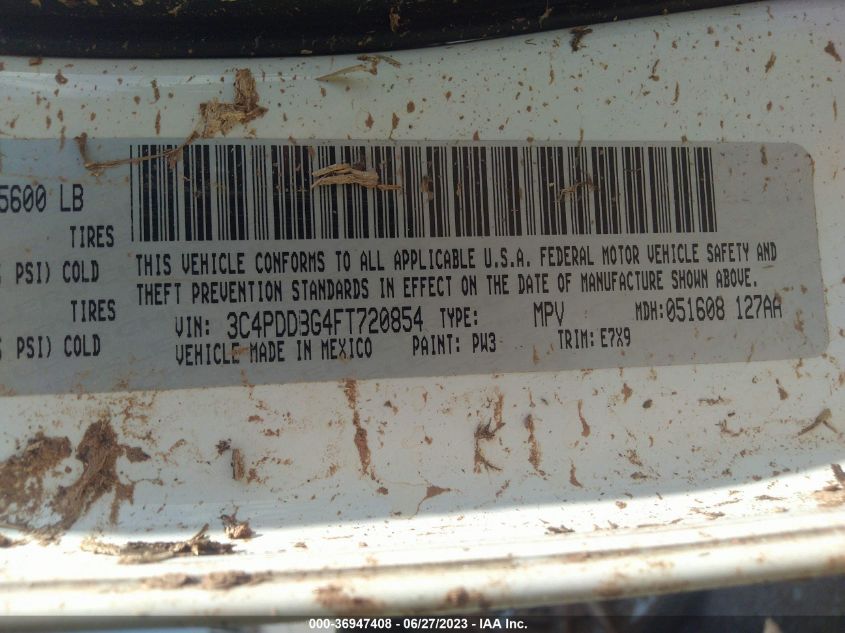 5600 LB
TIRES
PSI) COLD
TIRES
PSI) COLD
THIS VEHICLE CONFORMS TO ALL APPLICABLE U.S.A. FEDERAL MOTOR VEHICLE SAFETY AND
THEFT PREVENTION STANDARDS IN EFFECT ON THE DATE OF MANUFACTURE SHOWN ABOVE.
VIN: 3C4PDDBG4FT720854 TYPE: MPV MDH:051608 127AA
VEHICLE MADE IN MEXICO PAINT: PW3 TRIM: E7X9
000-36947408 - 06/27/2023 - IAA Inc.